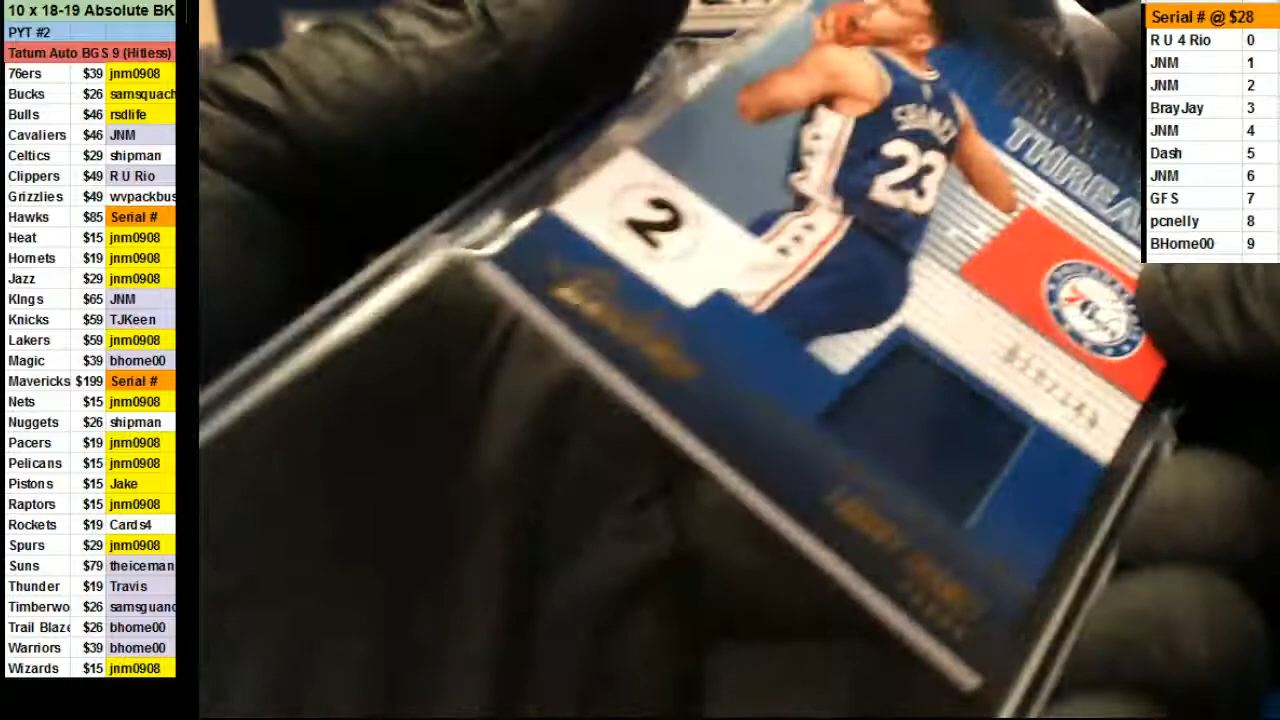 10 x 18-19 Absolute BK
PYT #2
Tatum Auto BGS 9 (Hitless)
76ers $39 jnm0908
Bucks $26 samsquach
Bulls $46 rsdlife
Cavaliers $46 JNM
Celtics $29 shipman
Clippers $49 R U Rio
Grizzlies $49 wvpackbus
Hawks $85 Serial #
Heat $15 jnm0908
Hornets $19 jnm0908
Jazz $29 jnm0908
KIngs $65 JNM
Knicks $59 TJKeen
Lakers $59 jnm0908
Magic $39 bhome00
Mavericks $199 Serial #
Nets $15 jnm0908
Nuggets $26 shipman
Pacers $19 jnm0908
Pelicans $15 jnm0908
Pistons $15 Jake
Raptors $15 jnm0908
Rockets $19 Cards4
Spurs $29 jnm0908
Suns $79 theiceman
Thunder $19 Travis
Timberwo $26 samsguanc
Trail Blaze $26 bhome00
Warriors $39 bhome00
Wizards $15 jnm0908
Serial # @ $28
R U 4 Rio 0
JNM 1
JNM 2
BrayJay 3
JNM 4
Dash 5
JNM 6
GFS 7
pcnelly 8
BHome00 9
SHAMET
23
THREA
2